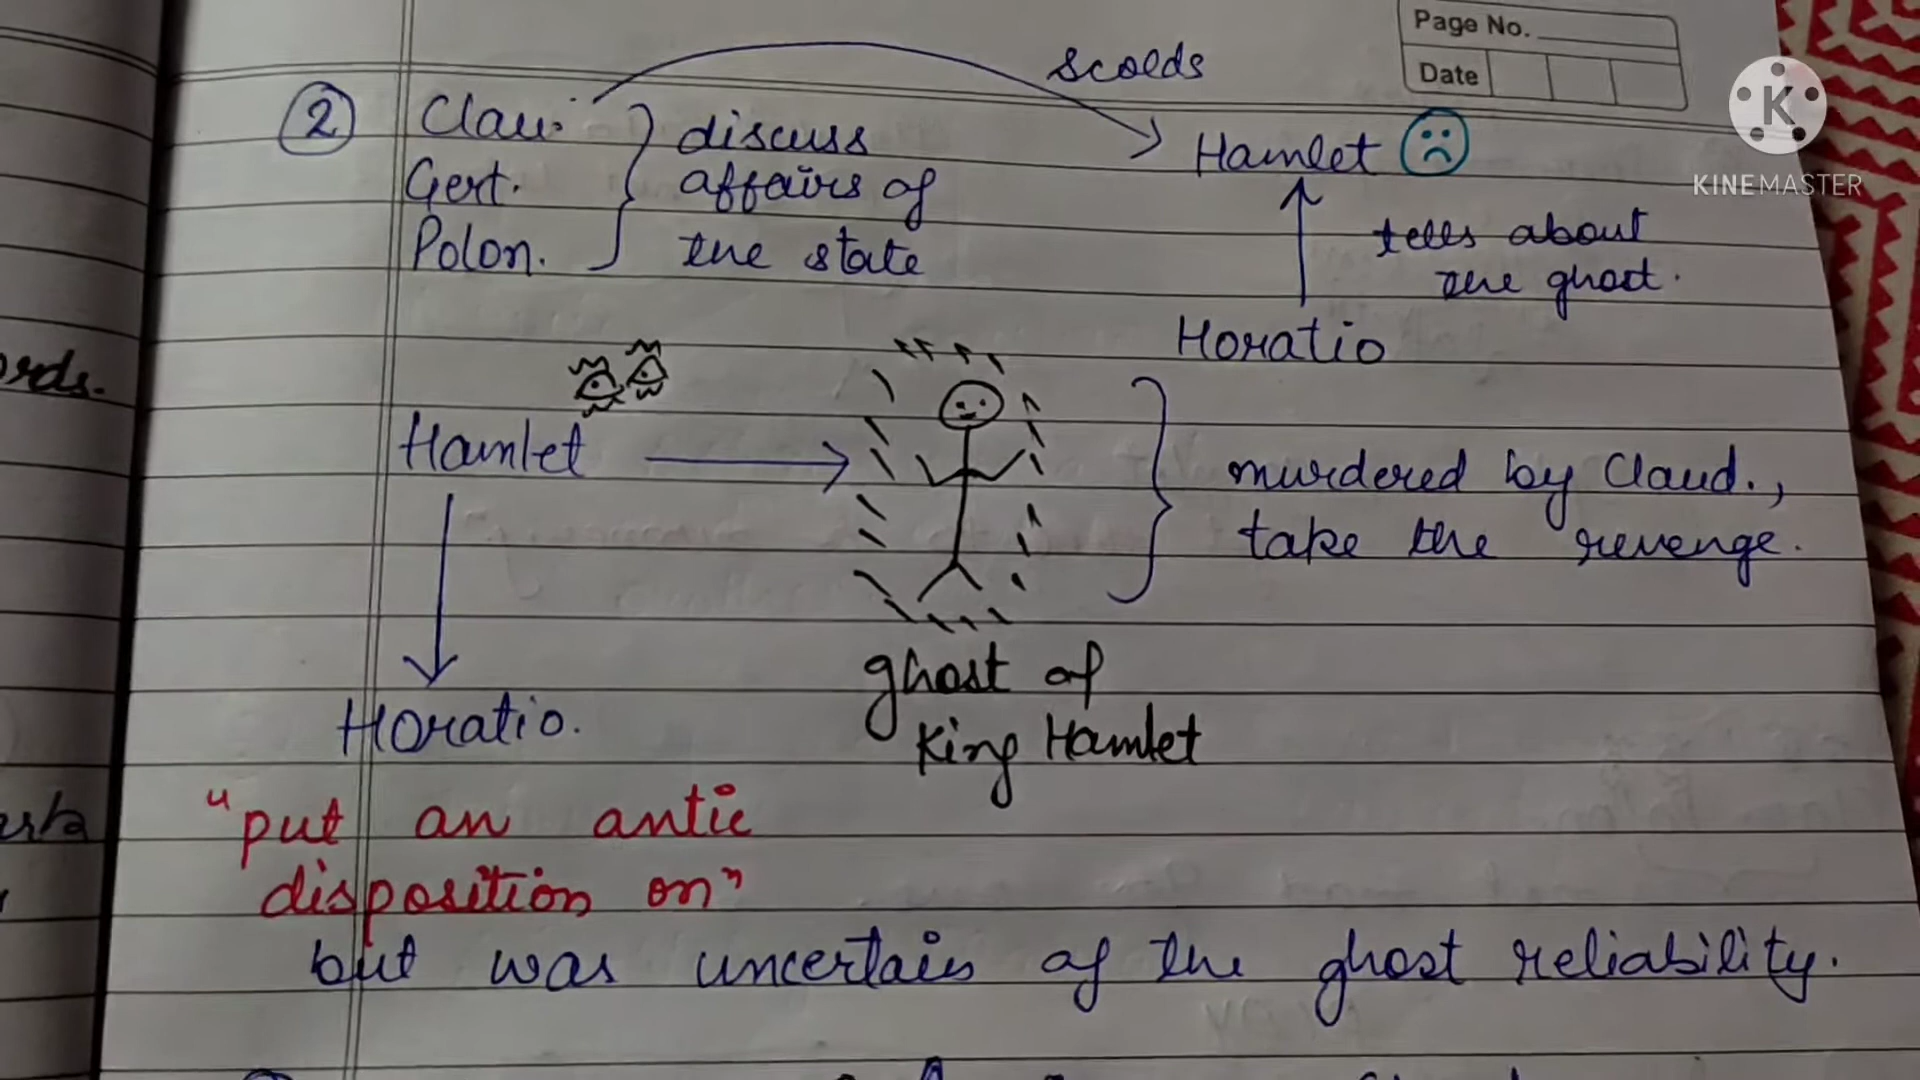 Page No.
Date
KINEMASTER
scolds
② Clau.
Gert.
Polon.
discuss
affairs of
the state
Hamlet
tells about
the ghost.
Horatio
Hamlet
murdered by Claud.,
take the revenge.
ghost of
King Hamlet
Horatio.
"put an antic
disposition on"
but was uncertain of the ghost reliability.